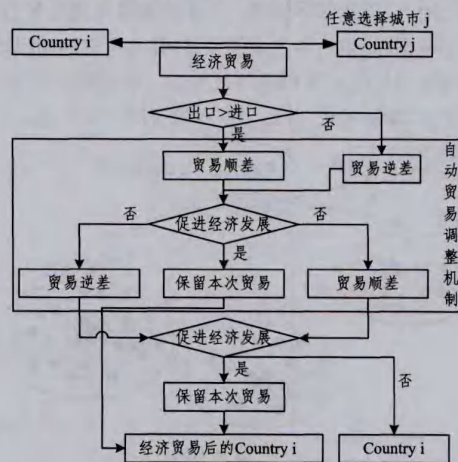 任意选择城市 j
Country i
Country j
经济贸易
出口>进口
是
否
贸易顺差
贸易逆差
自动贸易调整机制
否
促进经济发展
否
是
贸易逆差
保留本次贸易
贸易顺差
促进经济发展
是
否
保留本次贸易
经济贸易后的Country i
Country i